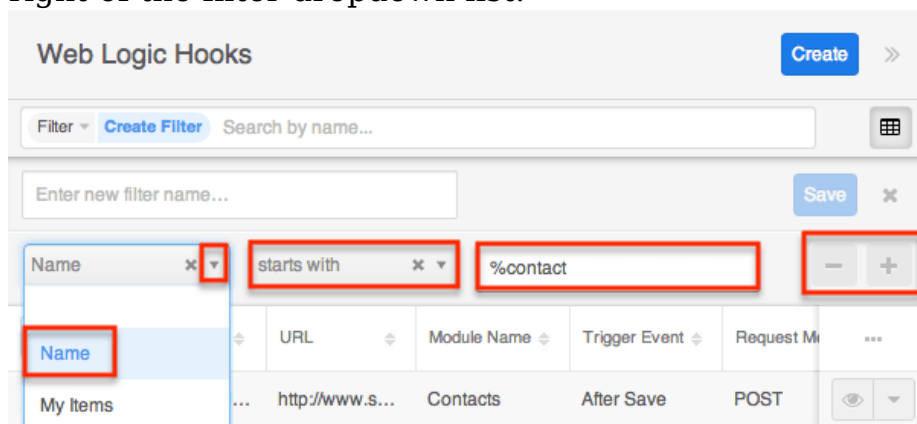 right of the filter dropdown list.
Web Logic Hooks Create
Filter Create Filter Search by name...
Enter new filter name... Save
Name starts with %contact
URL Module Name Trigger Event Request
Name
My Items ... http://www.s... Contacts After Save POST